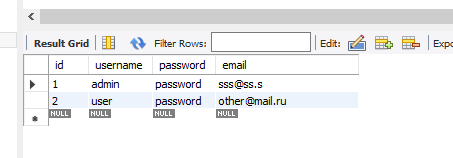 Result Grid Filter Rows: Edit: Expo
id username password email
1 admin password sss@ss.s
2 user password other@mail.ru
NULL NULL NULL NULL